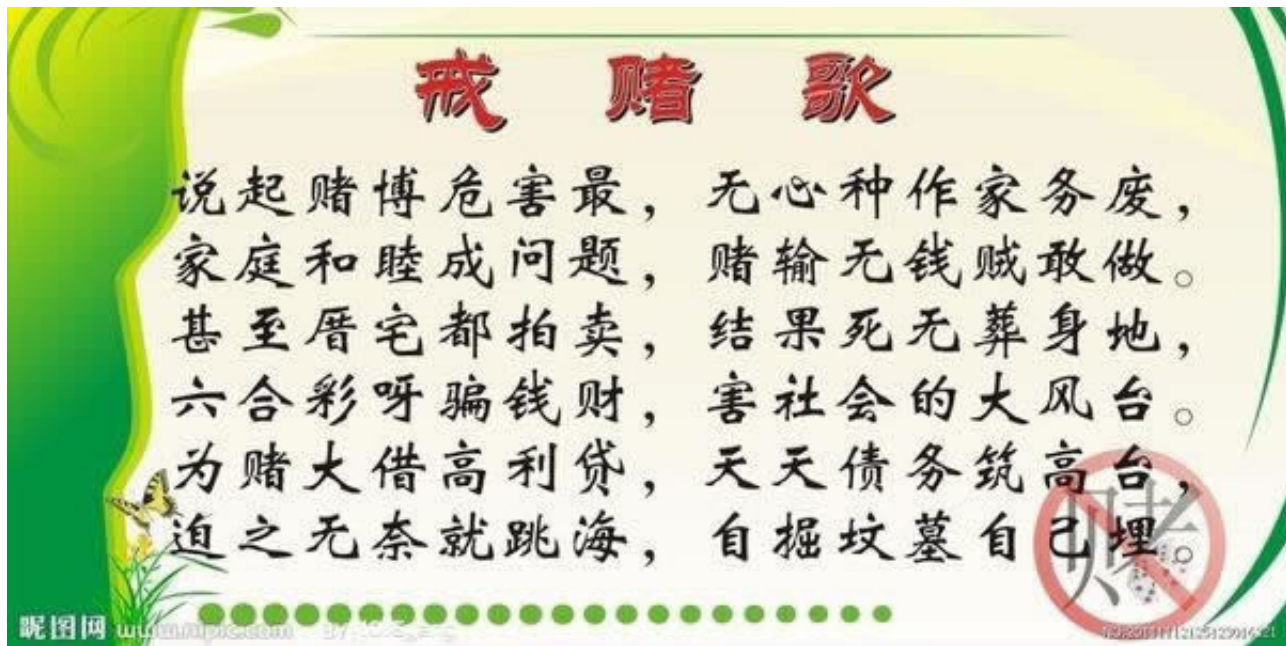 戒 赌 歌
说起赌博危害最，无心种作家务废，
家庭和睦成问题，赌输无钱贼敢做。
甚至厝宅都拍卖，结果死无葬身地，
六合彩呀骗钱财，害社会的大风台。
为赌大借高利贷，天天债务筑高台，
迫之无奈就跳海，自掘坟墓自己埋。
赌
昵图网 www.nipic.com